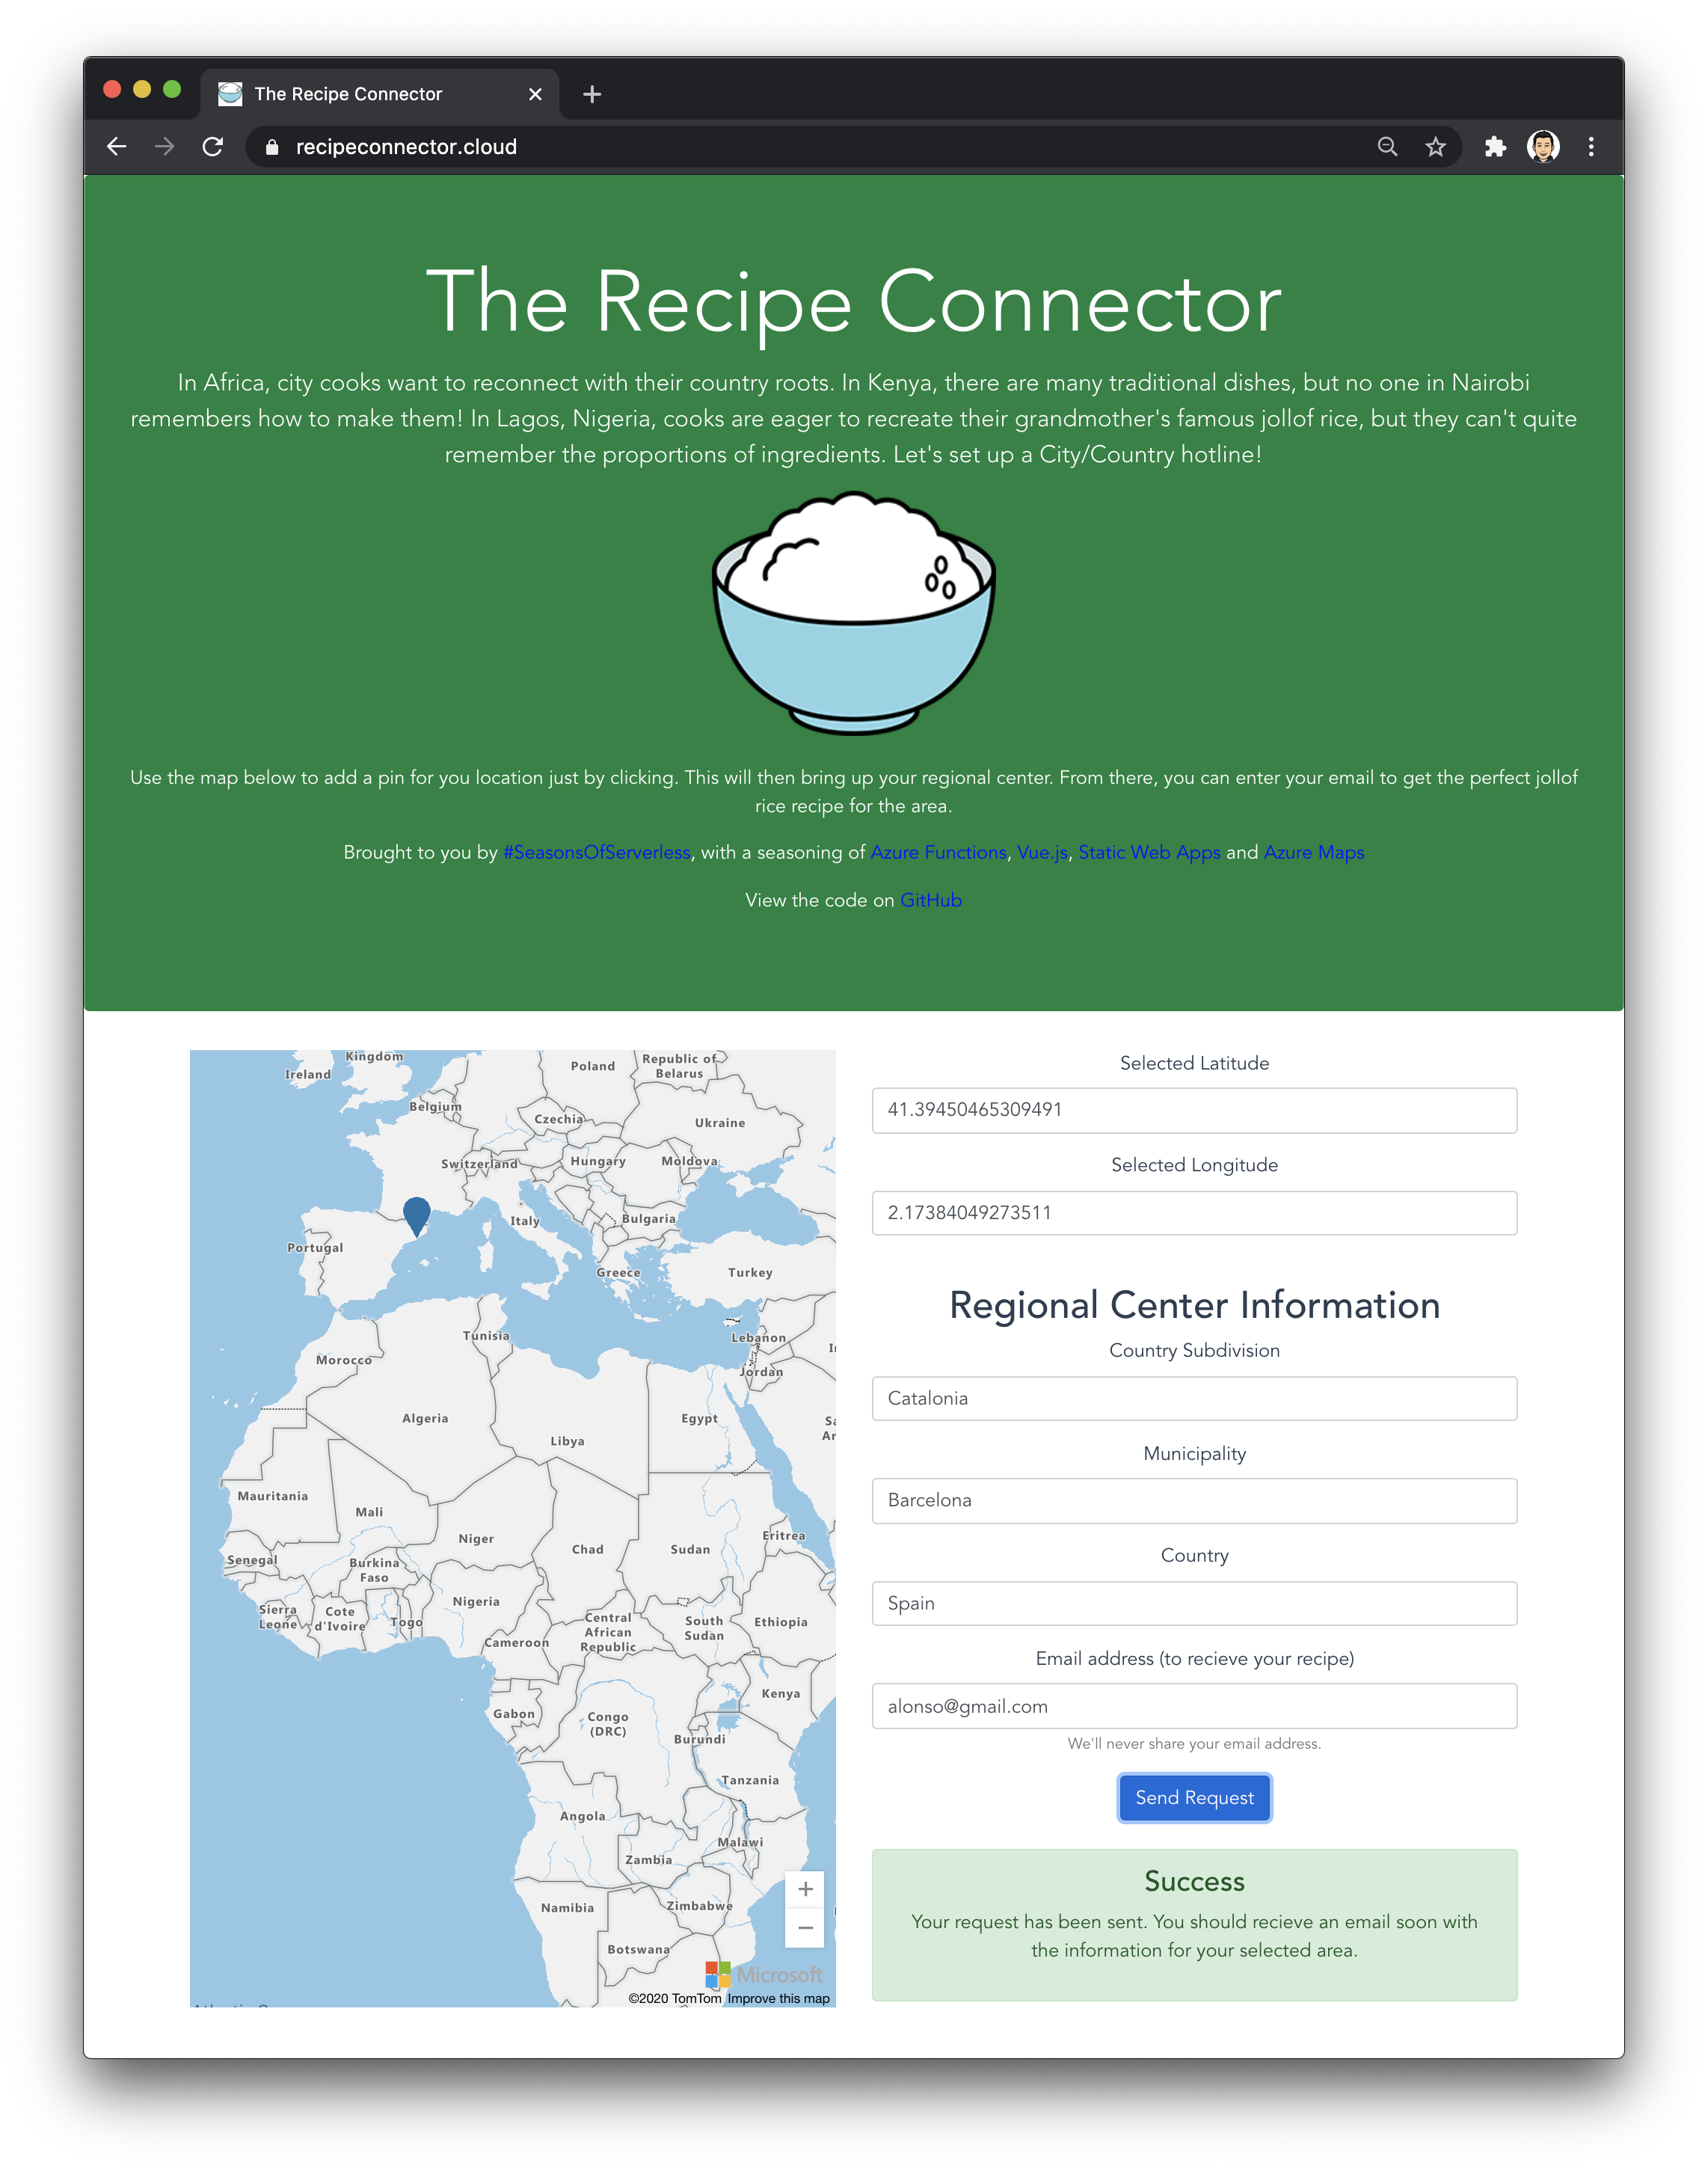 The Recipe Connector
recipeconnector.cloud
The Recipe Connector
In Africa, city cooks want to reconnect with their country roots. In Kenya, there are many traditional dishes, but no one in Nairobi
remembers how to make them! In Lagos, Nigeria, cooks are eager to recreate their grandmother's famous jollof rice, but they can't quite
remember the proportions of ingredients. Let's set up a City/Country hotline!
Use the map below to add a pin for you location just by clicking. This will then bring up your regional center. From there, you can enter your email to get the perfect jollof
rice recipe for the area.
Brought to you by #SeasonsOfServerless, with a seasoning of Azure Functions, Vue.js, Static Web Apps and Azure Maps
View the code on GitHub
Kingdom
Ireland
Poland
Republic of
Belarus
Belgium
Czechia
Ukraine
Switzerland
Hungary
Moldova
Italy
Bulgaria
Portugal
Greece
Turkey
Tunisia
Lebanon
Morocco
Jordan
Algeria
Egypt
Libya
Mauritania
Mali
Niger
Chad
Sudan
Eritrea
Senegal
Burkina
Faso
Nigeria
Sierra
Leone
Cote
d'Ivoire
Togo
Central
African
Republic
South
Sudan
Ethiopia
Cameroon
Kenya
Gabon
Congo
(DRC)
Burundi
Tanzania
Angola
Malawi
Zambia
Namibia
Zimbabwe
Botswana
Microsoft
©2020 TomTom Improve this map
Selected Latitude
41.39450465309491
Selected Longitude
2.17384049273511
Regional Center Information
Country Subdivision
Catalonia
Municipality
Barcelona
Country
Spain
Email address (to recieve your recipe)
alonso@gmail.com
We'll never share your email address.
Send Request
Success
Your request has been sent. You should recieve an email soon with
the information for your selected area.